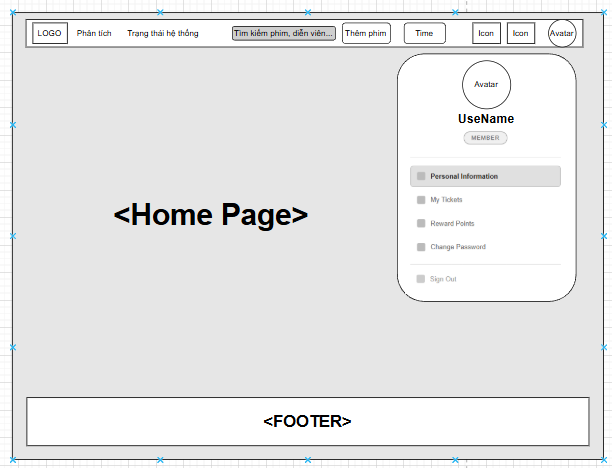 LOGO Phân tích Trạng thái hệ thống Tìm kiếm phim, diễn viên... Thêm phim Time Icon Icon Avatar
Avatar
UseName
MEMBER
Personal Information
My Tickets
Reward Points
Change Password
Sign Out
<Home Page>
<FOOTER>